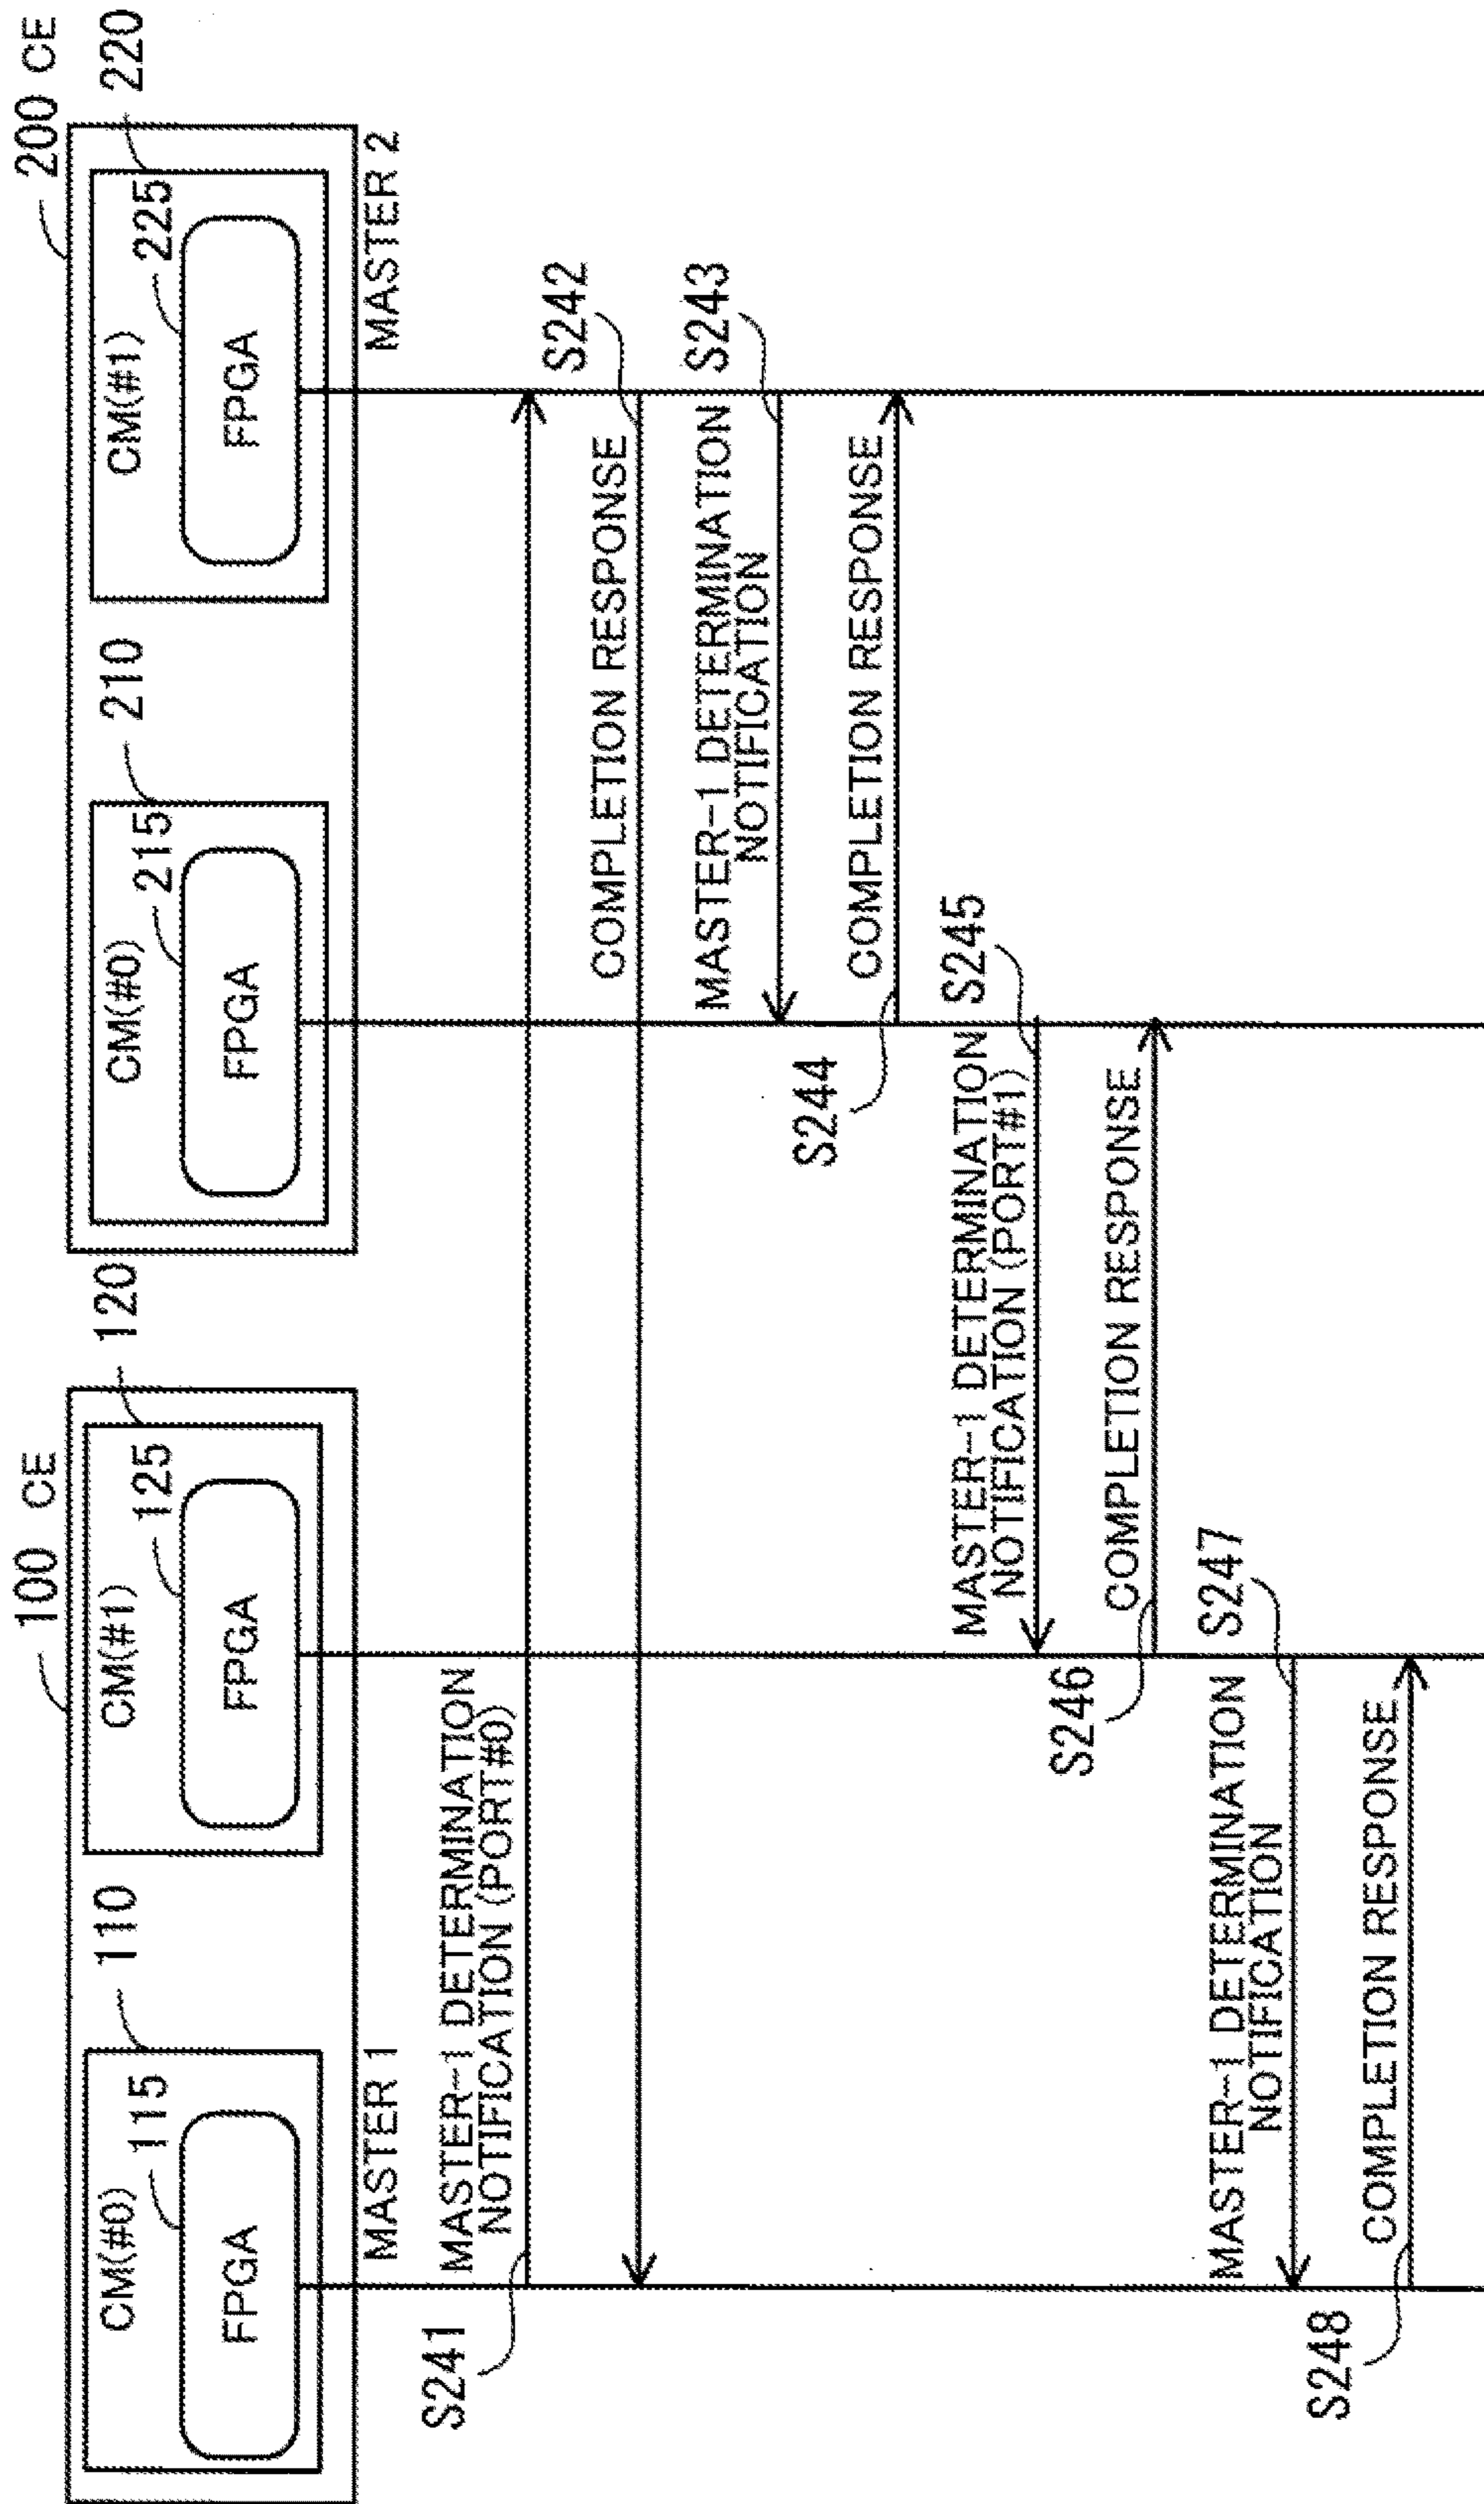 100 CE
200 CE
110
120
210
220
CM(#0)
CM(#1)
CM(#0)
CM(#1)
115
125
215
225
FPGA
FPGA
FPGA
FPGA
MASTER 1
MASTER 2
S241
MASTER-1 DETERMINATION
NOTIFICATION (PORT#0)
S242
COMPLETION RESPONSE
S243
MASTER-1 DETERMINATION
NOTIFICATION
S244
COMPLETION RESPONSE
S245
MASTER-1 DETERMINATION
NOTIFICATION (PORT#1)
S246
COMPLETION RESPONSE
S247
MASTER-1 DETERMINATION
NOTIFICATION
S248
COMPLETION RESPONSE